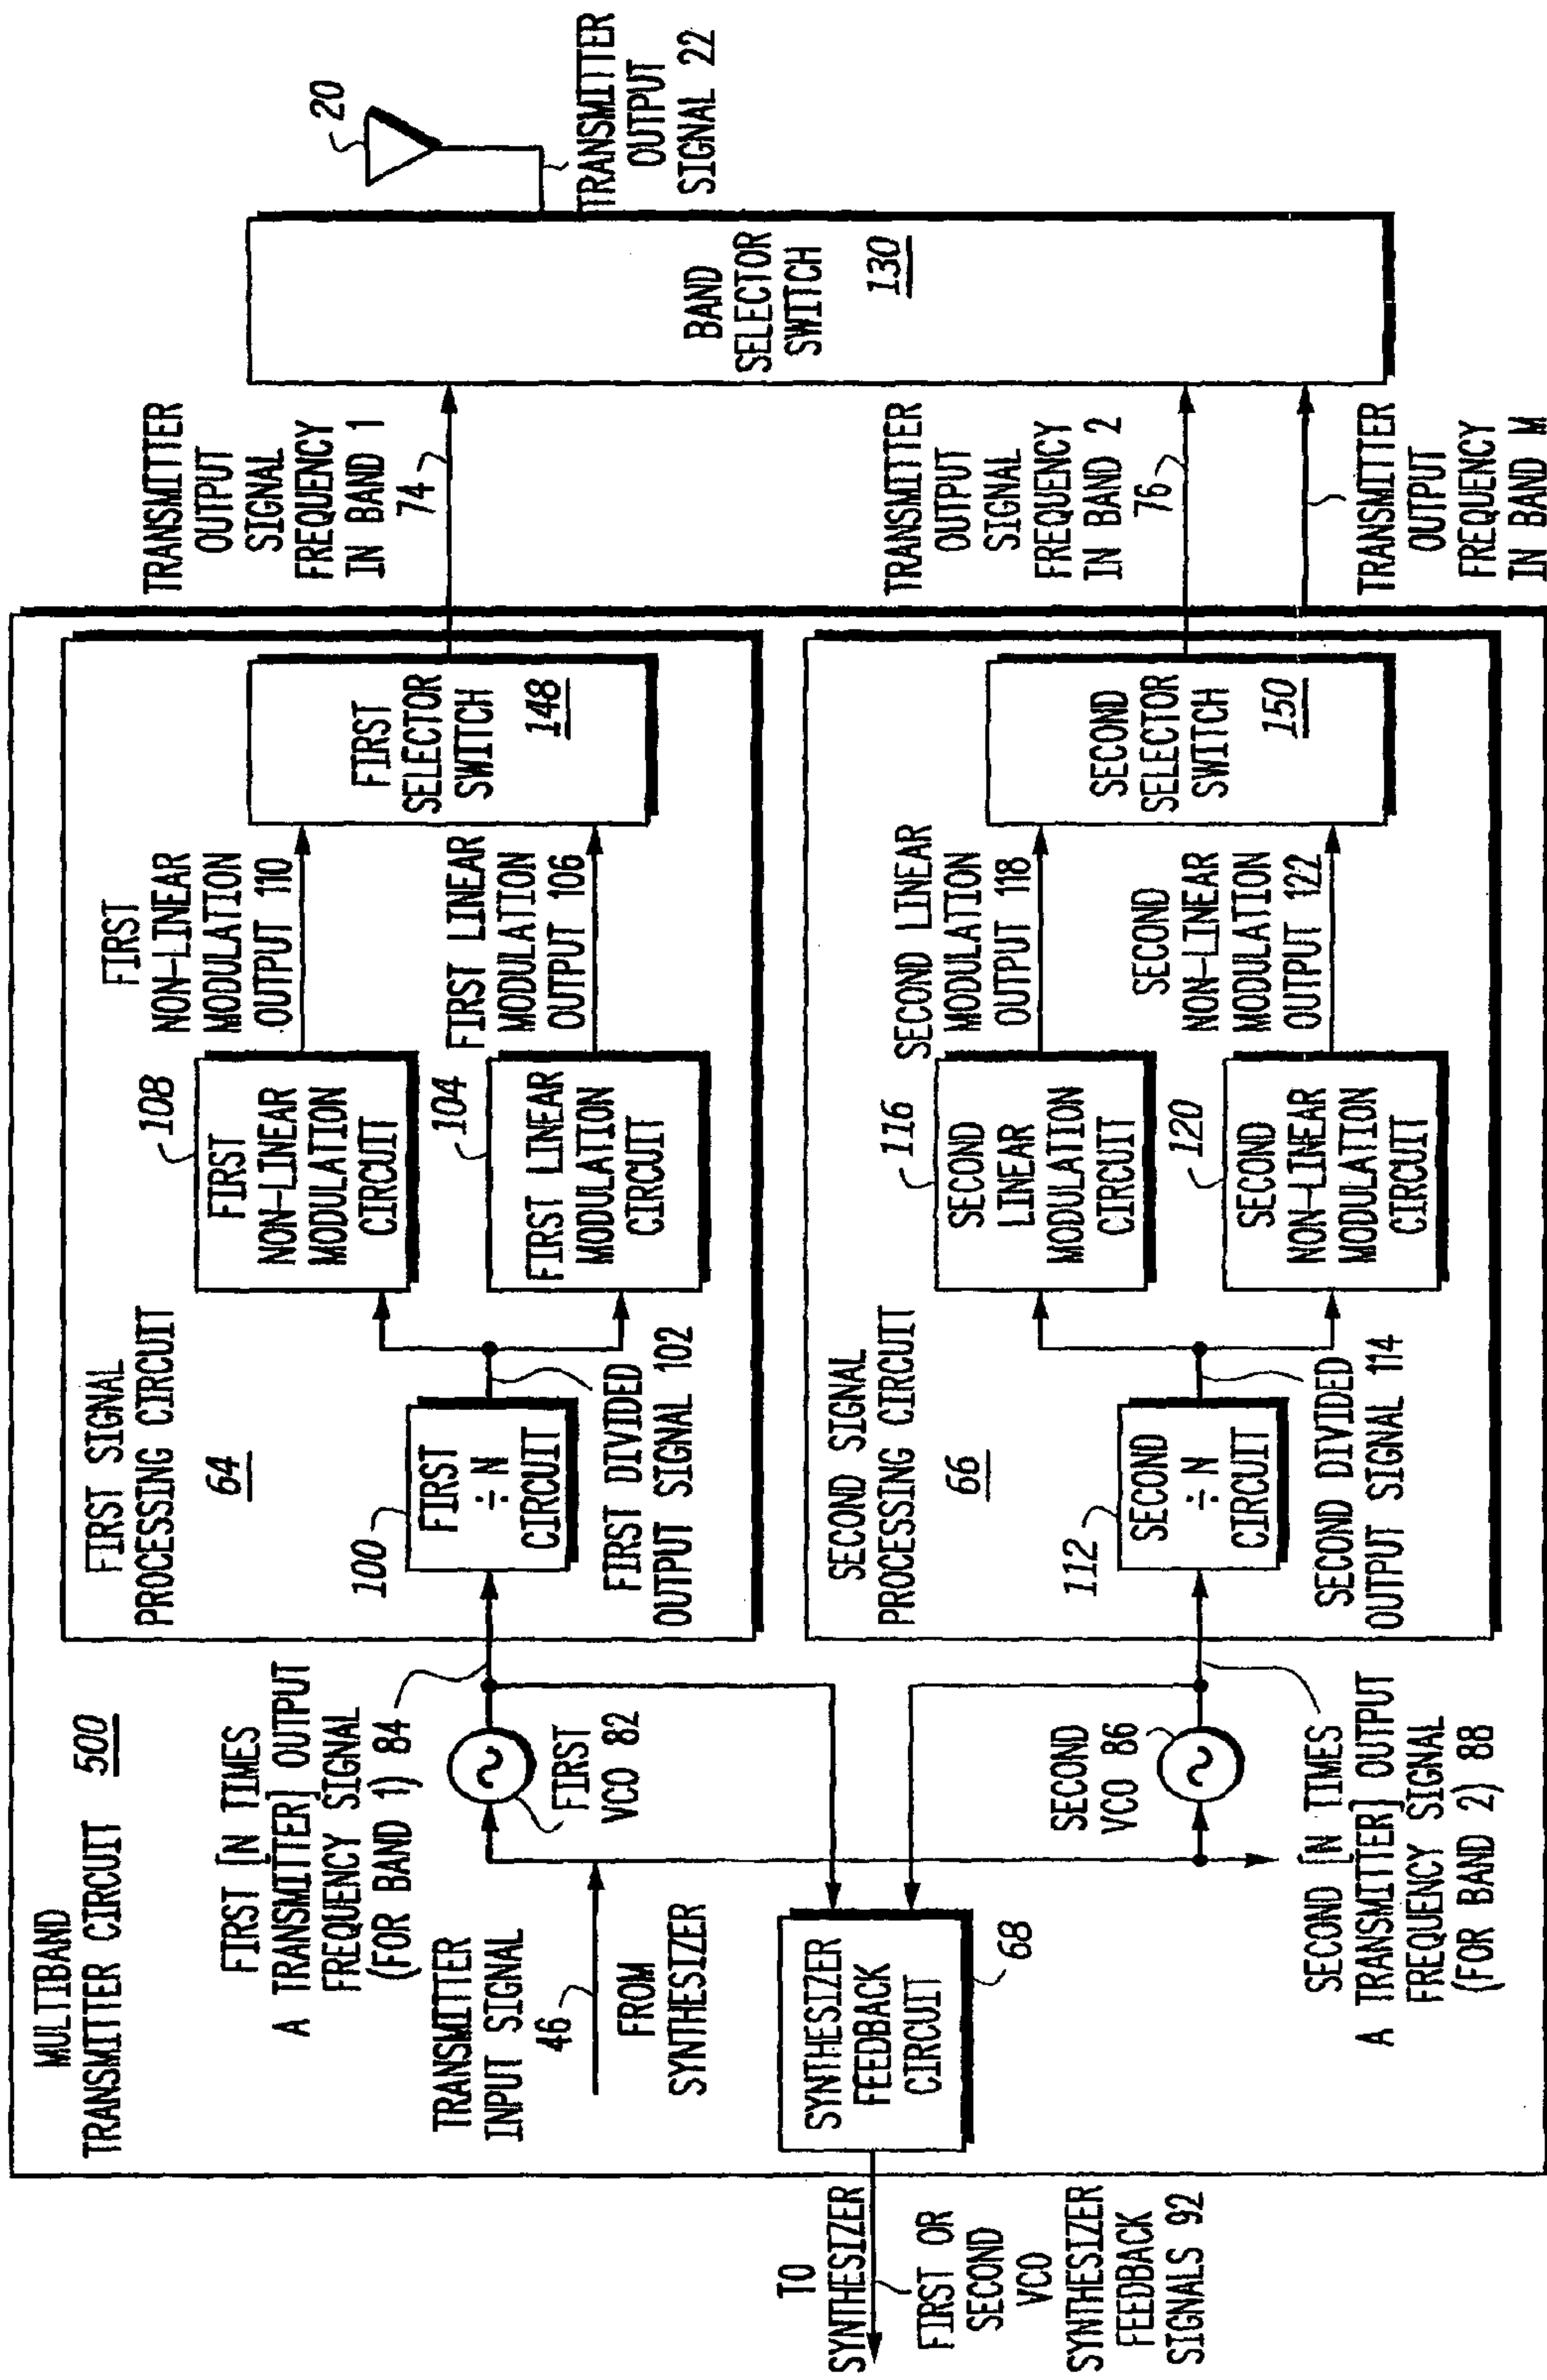 MULTIBAND
TRANSMITTER CIRCUIT 500
FIRST [N TIMES
A TRANSMITTER] OUTPUT
FREQUENCY SIGNAL
(FOR BAND 1) 84
TRANSMITTER
INPUT SIGNAL
46
FROM
SYNTHESIZER
FIRST
VCO 82
SYNTHESIZER
FEEDBACK
CIRCUIT
68
TO
SYNTHESIZER
FIRST OR
SECOND
VCO
SYNTHESIZER
FEEDBACK
SIGNALS 92
SECOND
VCO 86
SECOND [N TIMES
A TRANSMITTER] OUTPUT
FREQUENCY SIGNAL
(FOR BAND 2) 88
FIRST SIGNAL
PROCESSING CIRCUIT
64
100
FIRST
÷ N
CIRCUIT
FIRST DIVIDED
OUTPUT SIGNAL 102
108
FIRST
NON-LINEAR
MODULATION
CIRCUIT
104
FIRST LINEAR
MODULATION
CIRCUIT
FIRST
NON-LINEAR
MODULATION
OUTPUT 110
FIRST LINEAR
MODULATION
OUTPUT 106
FIRST
SELECTOR
SWITCH
148
SECOND SIGNAL
PROCESSING CIRCUIT
66
112
SECOND
÷ N
CIRCUIT
SECOND DIVIDED
OUTPUT SIGNAL 114
116
SECOND
LINEAR
MODULATION
CIRCUIT
120
SECOND
NON-LINEAR
MODULATION
CIRCUIT
SECOND LINEAR
MODULATION
OUTPUT 118
SECOND
NON-LINEAR
MODULATION
OUTPUT 122
SECOND
SELECTOR
SWITCH
150
TRANSMITTER
OUTPUT
SIGNAL
FREQUENCY
IN BAND 1
74
TRANSMITTER
OUTPUT
SIGNAL
FREQUENCY
IN BAND 2
76
TRANSMITTER
OUTPUT
FREQUENCY
IN BAND M
BAND
SELECTOR
SWITCH
130
20
TRANSMITTER
OUTPUT
SIGNAL 22